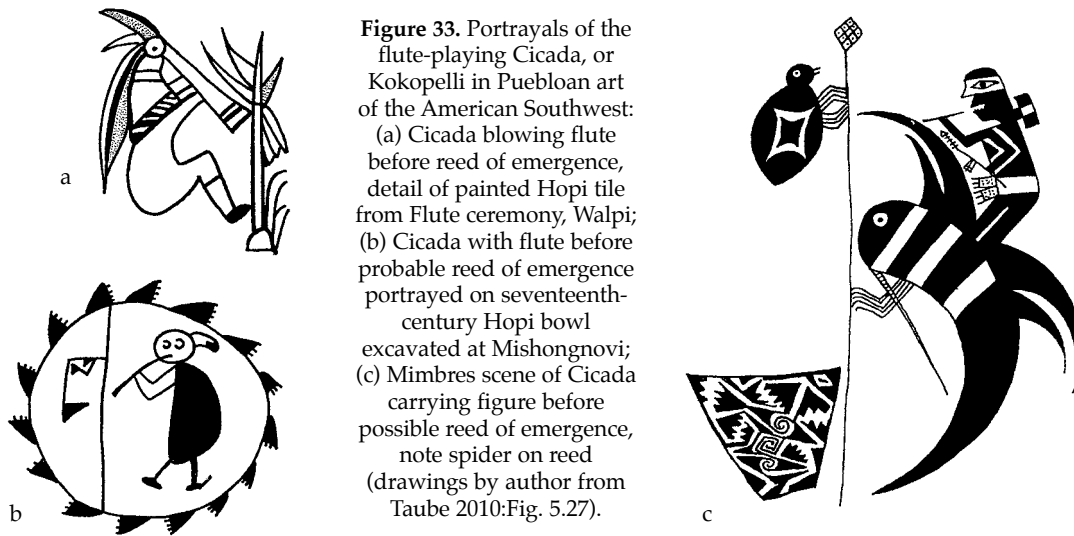 Figure 33. Portrayals of the
flute-playing Cicada, or
Kokopelli in Puebloan art
of the American Southwest:
(a) Cicada blowing flute
before reed of emergence,
detail of painted Hopi tile
from Flute ceremony, Walpi;
(b) Cicada with flute before
probable reed of emergence
portrayed on seventeenth-
century Hopi bowl
excavated at Mishongnovi;
(c) Mimbres scene of Cicada
carrying figure before
possible reed of emergence,
note spider on reed
(drawings by author from
Taube 2010:Fig. 5.27).
a
b
c